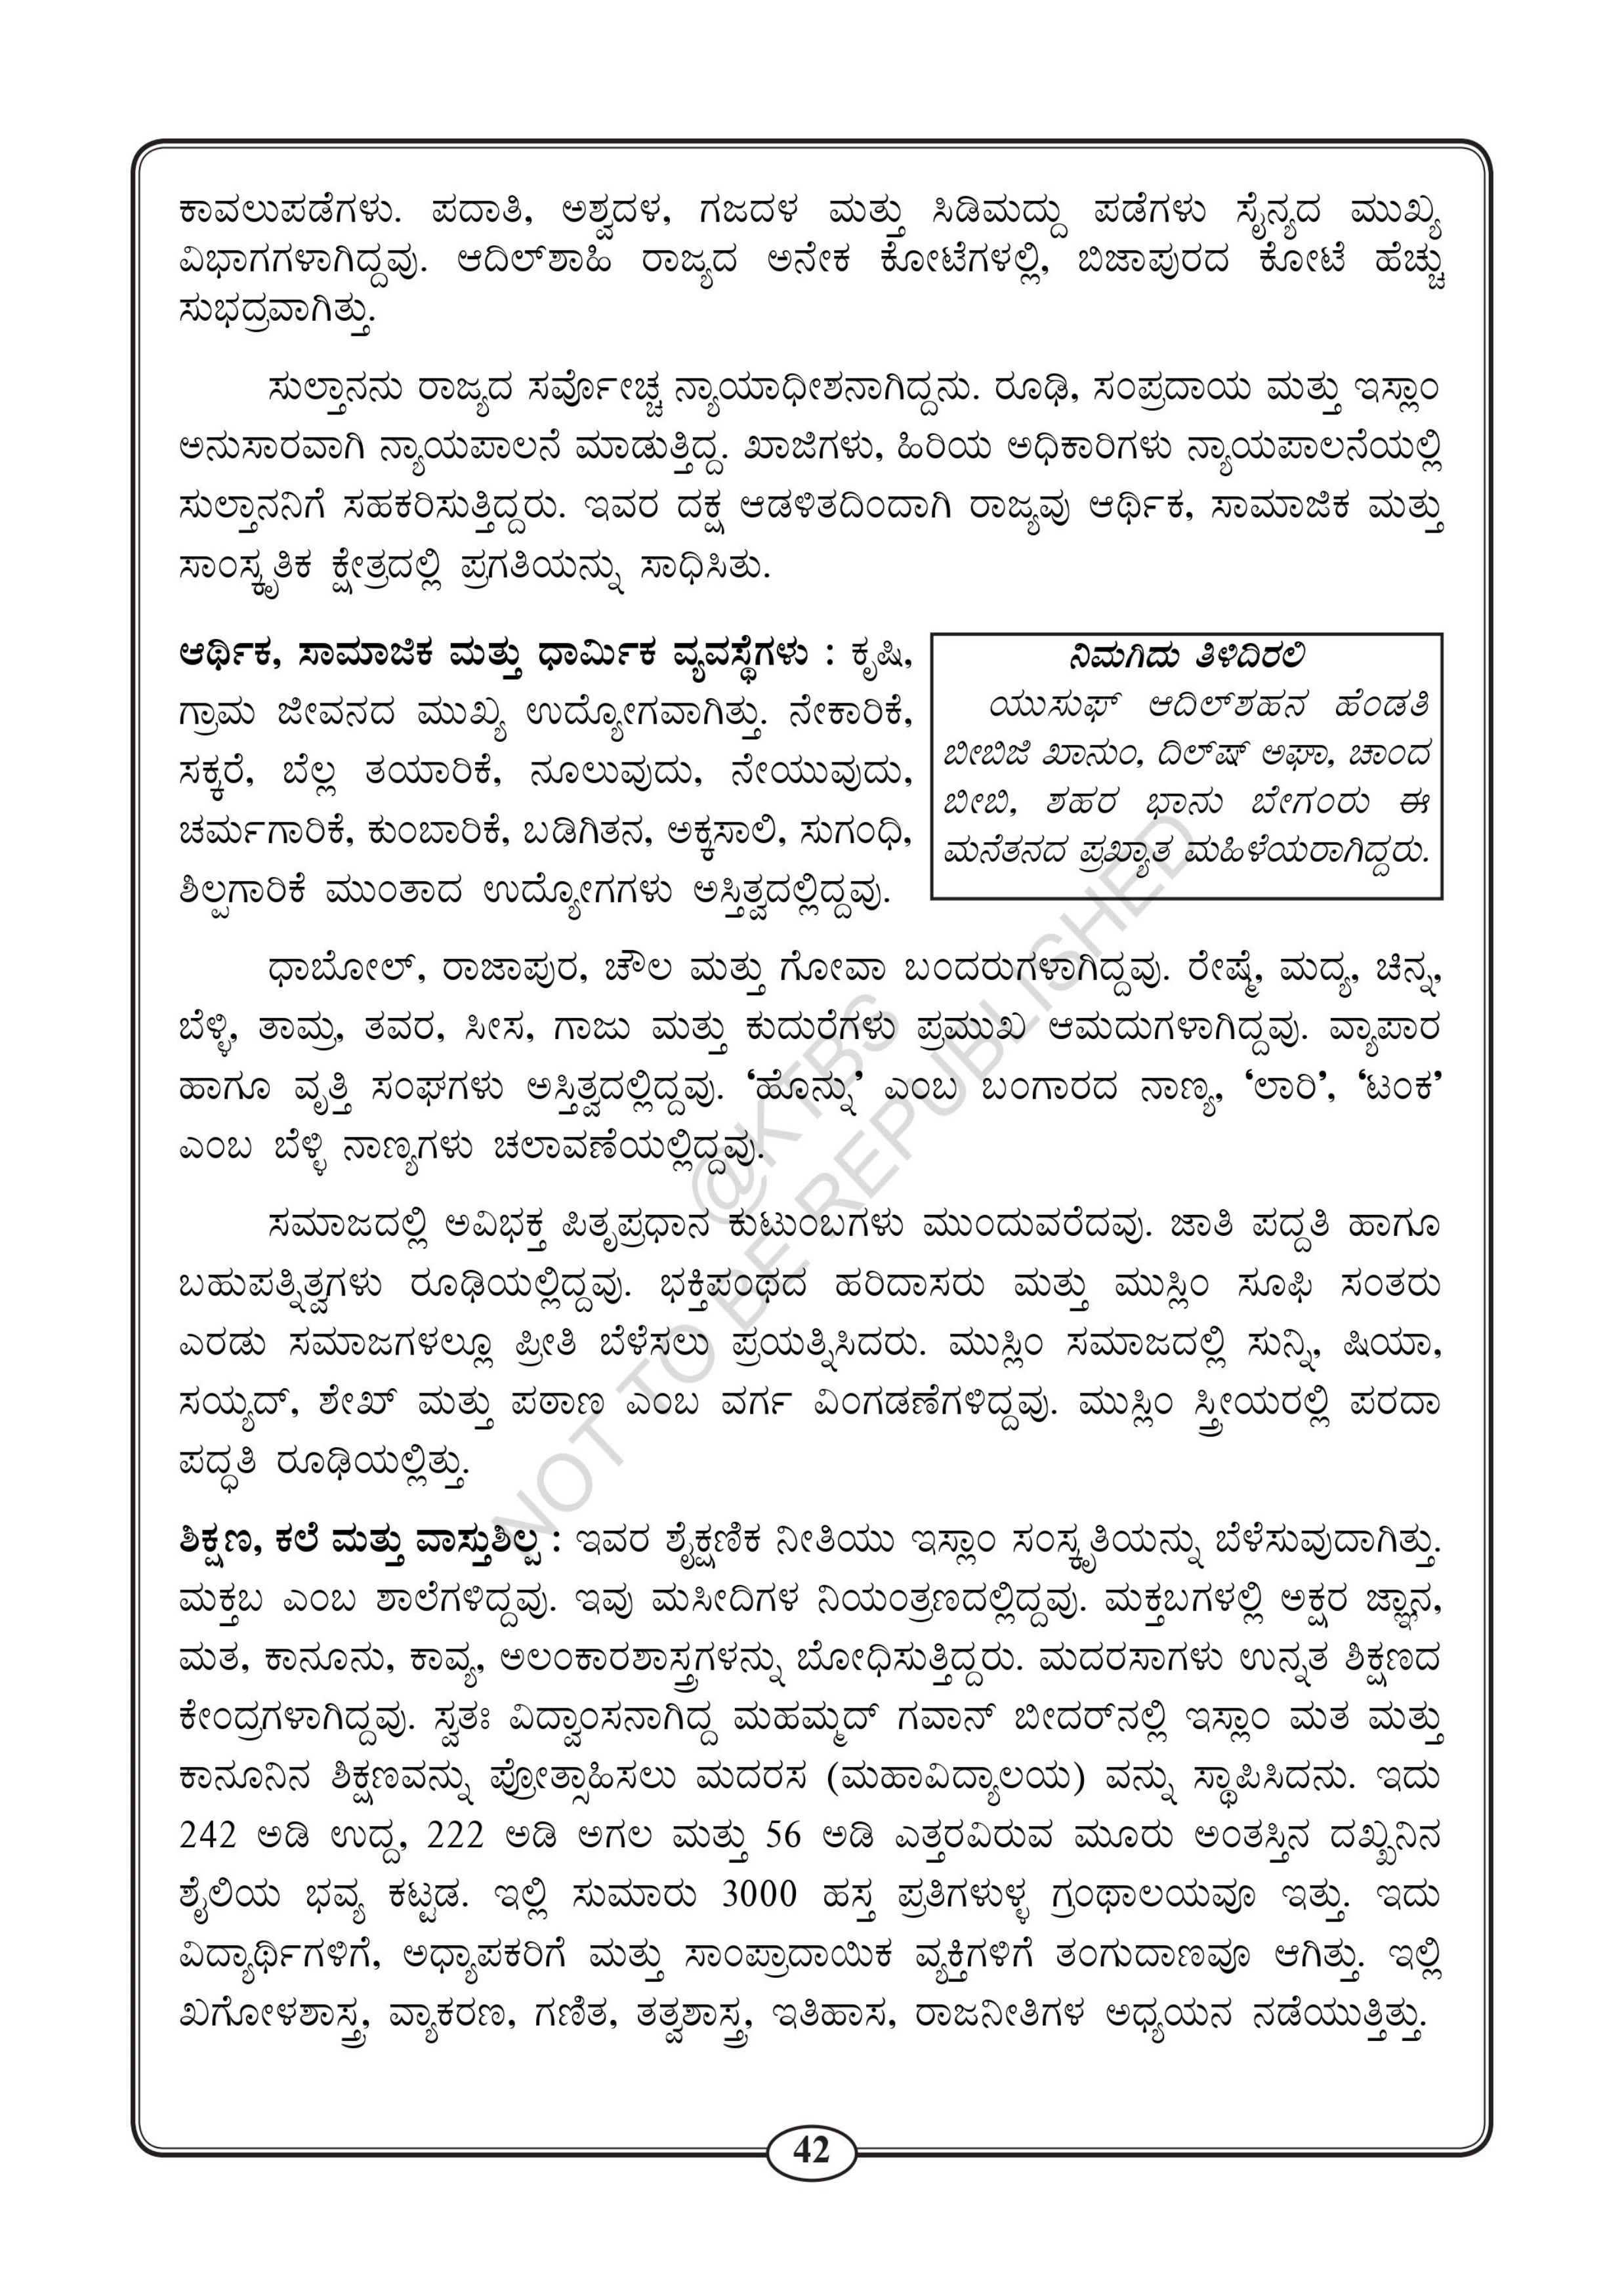 ಕಾವಲುಪಡೆಗಳು. ಪದಾತಿ, ಅಶ್ವದಳ, ಗಜದಳ ಮತ್ತು ಸಿಡಿಮದ್ದು ಪಡೆಗಳು ಸೈನ್ಯದ ಮುಖ್ಯ
ವಿಭಾಗಗಳಾಗಿದ್ದವು. ಆದಿಲ್‌ಶಾಹಿ ರಾಜ್ಯದ ಅನೇಕ ಕೋಟೆಗಳಲ್ಲಿ, ಬಿಜಾಪುರದ ಕೋಟೆ ಹೆಚ್ಚು
ಸುಭದ್ರವಾಗಿತ್ತು.
ಸುಲ್ತಾನನು ರಾಜ್ಯದ ಸರ್ವೋಚ್ಚ ನ್ಯಾಯಾಧೀಶನಾಗಿದ್ದನು. ರೂಢಿ, ಸಂಪ್ರದಾಯ ಮತ್ತು ಇಸ್ಲಾಂ
ಅನುಸಾರವಾಗಿ ನ್ಯಾಯಪಾಲನೆ ಮಾಡುತ್ತಿದ್ದ. ಖಾಜಿಗಳು, ಹಿರಿಯ ಅಧಿಕಾರಿಗಳು ನ್ಯಾಯಪಾಲನೆಯಲ್ಲಿ
ಸುಲ್ತಾನನಿಗೆ ಸಹಕರಿಸುತ್ತಿದ್ದರು. ಇವರ ದಕ್ಷ ಆಡಳಿತದಿಂದಾಗಿ ರಾಜ್ಯವು ಆರ್ಥಿಕ, ಸಾಮಾಜಿಕ ಮತ್ತು
ಸಾಂಸ್ಕೃತಿಕ ಕ್ಷೇತ್ರದಲ್ಲಿ ಪ್ರಗತಿಯನ್ನು ಸಾಧಿಸಿತು.
ಆರ್ಥಿಕ, ಸಾಮಾಜಿಕ ಮತ್ತು ಧಾರ್ಮಿಕ ವ್ಯವಸ್ಥೆಗಳು : ಕೃಷಿ,
ಗ್ರಾಮ ಜೀವನದ ಮುಖ್ಯ ಉದ್ಯೋಗವಾಗಿತ್ತು. ನೇಕಾರಿಕೆ,
ಸಕ್ಕರೆ, ಬೆಲ್ಲ ತಯಾರಿಕೆ, ನೂಲುವುದು, ನೇಯುವುದು,
ಚರ್ಮಗಾರಿಕೆ, ಕುಂಬಾರಿಕೆ, ಬಡಿಗಿತನ, ಅಕ್ಕಸಾಲಿ, ಸುಗಂಧಿ,
ಶಿಲ್ಪಗಾರಿಕೆ ಮುಂತಾದ ಉದ್ಯೋಗಗಳು ಅಸ್ತಿತ್ವದಲ್ಲಿದ್ದವು.
ನಿಮಗಿದು ತಿಳಿದಿರಲಿ
ಯುಸುಫ್ ಆದಿಲ್‌ಶಹನ ಹೆಂಡತಿ
ಬೀಬಿಜಿ ಖಾನುಂ, ದಿಲ್‌ಷ್ ಅಘಾ, ಚಾಂದ
ಬೀಬಿ, ಶಹರ ಭಾನು ಬೇಗಂರು ಈ
ಮನೆತನದ ಪ್ರಖ್ಯಾತ ಮಹಿಳೆಯರಾಗಿದ್ದರು.
ಧಾಬೋಲ್, ರಾಜಾಪುರ, ಚೌಲ ಮತ್ತು ಗೋವಾ ಬಂದರುಗಳಾಗಿದ್ದವು. ರೇಷ್ಮೆ, ಮದ್ಯ, ಚಿನ್ನ,
ಬೆಳ್ಳಿ, ತಾಮ್ರ, ತವರ, ಸೀಸ, ಗಾಜು ಮತ್ತು ಕುದುರೆಗಳು ಪ್ರಮುಖ ಆಮದುಗಳಾಗಿದ್ದವು. ವ್ಯಾಪಾರ
ಹಾಗೂ ವೃತ್ತಿ ಸಂಘಗಳು ಅಸ್ತಿತ್ವದಲ್ಲಿದ್ದವು. ‘ಹೊನ್ನು’ ಎಂಬ ಬಂಗಾರದ ನಾಣ್ಯ, ‘ಲಾರಿ’, ‘ಟಂಕ’
ಎಂಬ ಬೆಳ್ಳಿ ನಾಣ್ಯಗಳು ಚಲಾವಣೆಯಲ್ಲಿದ್ದವು.
ಸಮಾಜದಲ್ಲಿ ಅವಿಭಕ್ತ ಪಿತೃಪ್ರಧಾನ ಕುಟುಂಬಗಳು ಮುಂದುವರೆದವು. ಜಾತಿ ಪದ್ದತಿ ಹಾಗೂ
ಬಹುಪತ್ನಿತ್ವಗಳು ರೂಢಿಯಲ್ಲಿದ್ದವು. ಭಕ್ತಿಪಂಥದ ಹರಿದಾಸರು ಮತ್ತು ಮುಸ್ಲಿಂ ಸೂಫಿ ಸಂತರು
ಎರಡು ಸಮಾಜಗಳಲ್ಲೂ ಪ್ರೀತಿ ಬೆಳೆಸಲು ಪ್ರಯತ್ನಿಸಿದರು. ಮುಸ್ಲಿಂ ಸಮಾಜದಲ್ಲಿ ಸುನ್ನಿ, ಷಿಯಾ,
ಸಯ್ಯದ್, ಶೇಖ್ ಮತ್ತು ಪಠಾಣ ಎಂಬ ವರ್ಗ ವಿಂಗಡಣೆಗಳಿದ್ದವು. ಮುಸ್ಲಿಂ ಸ್ತ್ರೀಯರಲ್ಲಿ ಪರದಾ
ಪದ್ಧತಿ ರೂಢಿಯಲ್ಲಿತ್ತು.
ಶಿಕ್ಷಣ, ಕಲೆ ಮತ್ತು ವಾಸ್ತುಶಿಲ್ಪ : ಇವರ ಶೈಕ್ಷಣಿಕ ನೀತಿಯು ಇಸ್ಲಾಂ ಸಂಸ್ಕೃತಿಯನ್ನು ಬೆಳೆಸುವುದಾಗಿತ್ತು.
ಮಕ್ತಬ ಎಂಬ ಶಾಲೆಗಳಿದ್ದವು. ಇವು ಮಸೀದಿಗಳ ನಿಯಂತ್ರಣದಲ್ಲಿದ್ದವು. ಮಕ್ತಬಗಳಲ್ಲಿ ಅಕ್ಷರ ಜ್ಞಾನ,
ಮತ, ಕಾನೂನು, ಕಾವ್ಯ, ಅಲಂಕಾರಶಾಸ್ತ್ರಗಳನ್ನು ಬೋಧಿಸುತ್ತಿದ್ದರು. ಮದರಸಾಗಳು ಉನ್ನತ ಶಿಕ್ಷಣದ
ಕೇಂದ್ರಗಳಾಗಿದ್ದವು. ಸ್ವತಃ ವಿದ್ವಾಂಸನಾಗಿದ್ದ ಮಹಮ್ಮದ್ ಗವಾನ್ ಬೀದರ್‌ನಲ್ಲಿ ಇಸ್ಲಾಂ ಮತ ಮತ್ತು
ಕಾನೂನಿನ ಶಿಕ್ಷಣವನ್ನು ಪ್ರೋತ್ಸಾಹಿಸಲು ಮದರಸ (ಮಹಾವಿದ್ಯಾಲಯ) ವನ್ನು ಸ್ಥಾಪಿಸಿದನು. ಇದು
242 ಅಡಿ ಉದ್ದ, 222 ಅಡಿ ಅಗಲ ಮತ್ತು 56 ಅಡಿ ಎತ್ತರವಿರುವ ಮೂರು ಅಂತಸ್ತಿನ ದಖ್ಖನಿನ
ಶೈಲಿಯ ಭವ್ಯ ಕಟ್ಟಡ. ಇಲ್ಲಿ ಸುಮಾರು 3000 ಹಸ್ತ ಪ್ರತಿಗಳುಳ್ಳ ಗ್ರಂಥಾಲಯವೂ ಇತ್ತು. ಇದು
ವಿದ್ಯಾರ್ಥಿಗಳಿಗೆ, ಅಧ್ಯಾಪಕರಿಗೆ ಮತ್ತು ಸಾಂಪ್ರಾದಾಯಿಕ ವ್ಯಕ್ತಿಗಳಿಗೆ ತಂಗುದಾಣವೂ ಆಗಿತ್ತು. ಇಲ್ಲಿ
ಖಗೋಳಶಾಸ್ತ್ರ, ವ್ಯಾಕರಣ, ಗಣಿತ, ತತ್ವಶಾಸ್ತ್ರ, ಇತಿಹಾಸ, ರಾಜನೀತಿಗಳ ಅಧ್ಯಯನ ನಡೆಯುತ್ತಿತ್ತು.
@KTBS
NOT TO BE REPUBLISHED
42